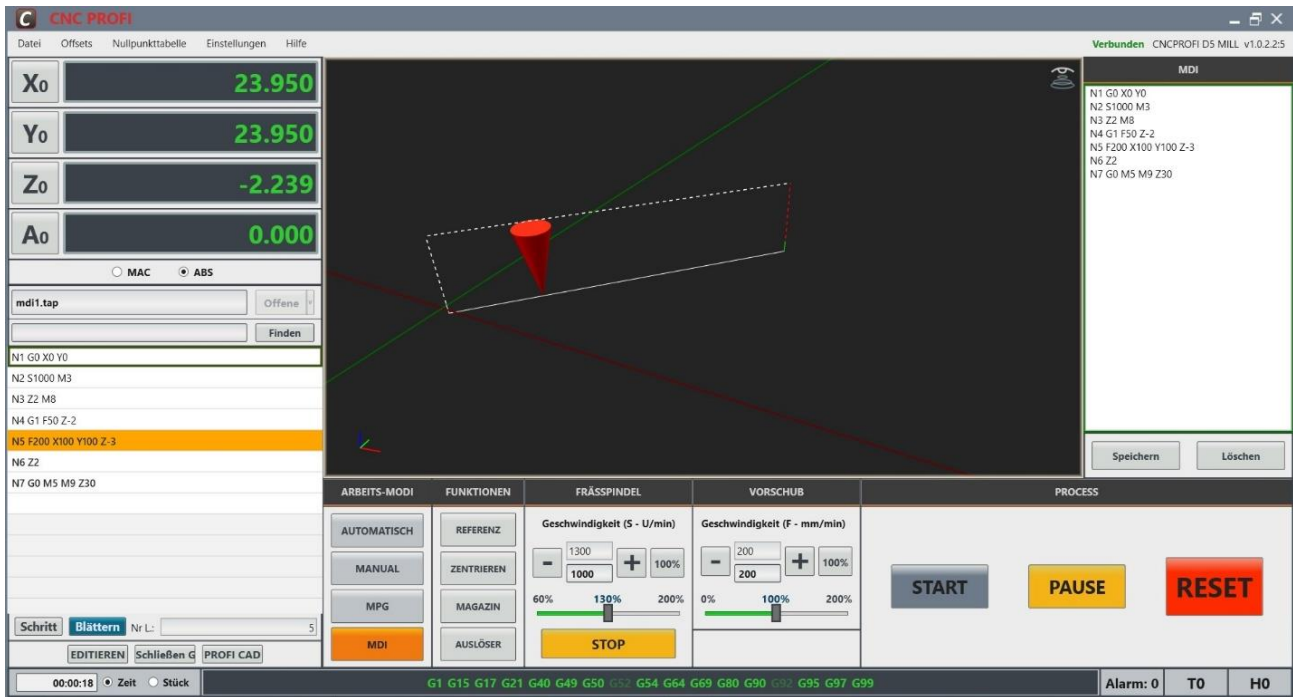 C CNC PROFI
Datei Offsets Nullpunkttabelle Einstellungen Hilfe
Verbunden CNCPROFI D5 MILL v1.0.2.2:5
X0 23.950
Y0 23.950
Z0 -2.239
A0 0.000
MAC ABS
mdi1.tap Offene
Finden
N1 G0 X0 Y0
N2 S1000 M3
N3 Z2 M8
N4 G1 F50 Z-2
N5 F200 X100 Y100 Z-3
N6 Z2
N7 G0 M5 M9 Z30
Schritt Blättern Nr L: 5
EDITIEREN Schließen G PROFI CAD
MDI
N1 G0 X0 Y0
N2 S1000 M3
N3 Z2 M8
N4 G1 F50 Z-2
N5 F200 X100 Y100 Z-3
N6 Z2
N7 G0 M5 M9 Z30
Speichern Löschen
ARBEITS-MODI
AUTOMATISCH
MANUAL
MPG
MDI
FUNKTIONEN
REFERENZ
ZENTRIEREN
MAGAZIN
AUSLÖSER
FRÄSSPINDEL
Geschwindigkeit (S - U/min)
1300
- 1000 + 100%
60% 130% 200%
STOP
VORSCHUB
Geschwindigkeit (F - mm/min)
200
- 200 + 100%
0% 100% 200%
PROCESS
START PAUSE RESET
00:00:18 Zeit Stück
G1 G15 G17 G21 G40 G49 G50 G52 G54 G64 G69 G80 G90 G92 G95 G97 G99
Alarm: 0 T0 H0